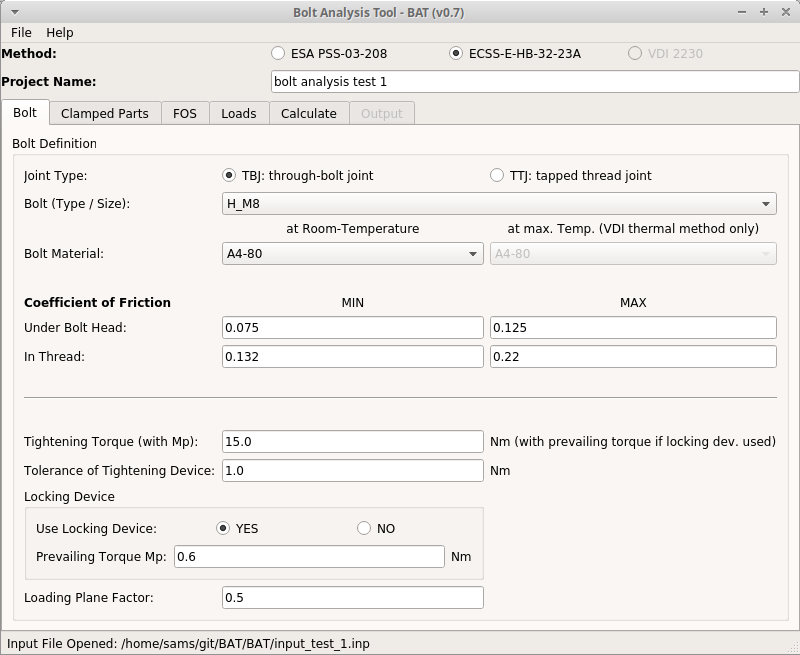 Bolt Analysis Tool - BAT (v0.7)
File Help
Method: ESA PSS-03-208 ECSS-E-HB-32-23A VDI 2230
Project Name: bolt analysis test 1
Bolt Clamped Parts FOS Loads Calculate Output
Bolt Definition
Joint Type: TBJ: through-bolt joint TTJ: tapped thread joint
Bolt (Type / Size): H_M8
at Room-Temperature at max. Temp. (VDI thermal method only)
Bolt Material: A4-80 A4-80
Coefficient of Friction MIN MAX
Under Bolt Head: 0.075 0.125
In Thread: 0.132 0.22
Tightening Torque (with Mp): 15.0 Nm (with prevailing torque if locking dev. used)
Tolerance of Tightening Device: 1.0 Nm
Locking Device
Use Locking Device: YES NO
Prevailing Torque Mp: 0.6 Nm
Loading Plane Factor: 0.5
Input File Opened: /home/sams/git/BAT/BAT/input_test_1.inp